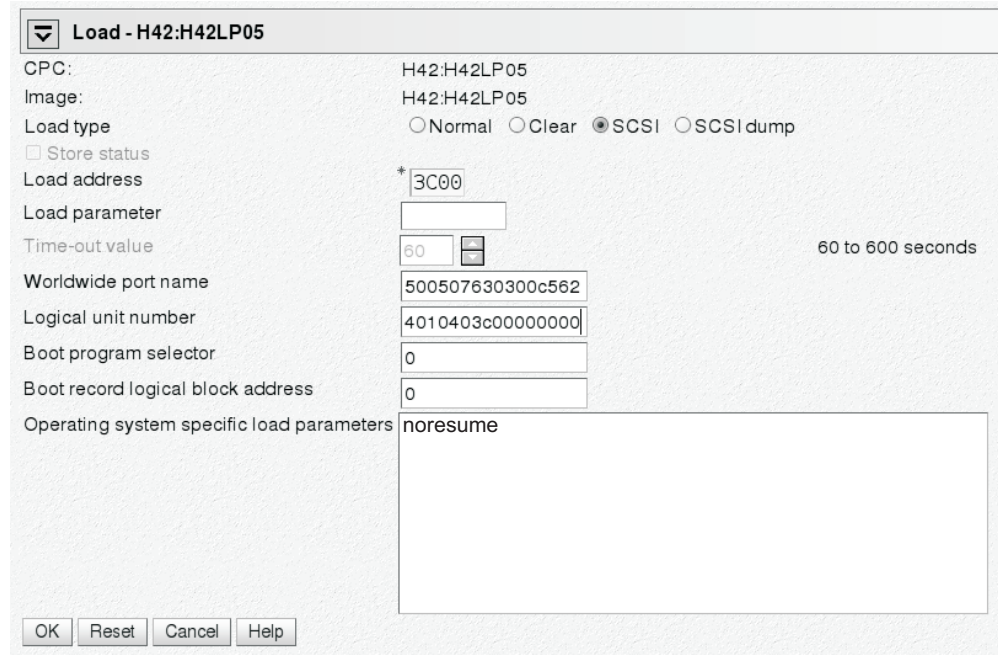 Load - H42:H42LP05
CPC: H42:H42LP05
Image: H42:H42LP05
Load type Normal Clear SCSI SCSI dump
Store status
Load address * 3C00
Load parameter
Time-out value 60 60 to 600 seconds
Worldwide port name 500507630300c562
Logical unit number 4010403c00000000
Boot program selector 0
Boot record logical block address 0
Operating system specific load parameters noresume
OK Reset Cancel Help